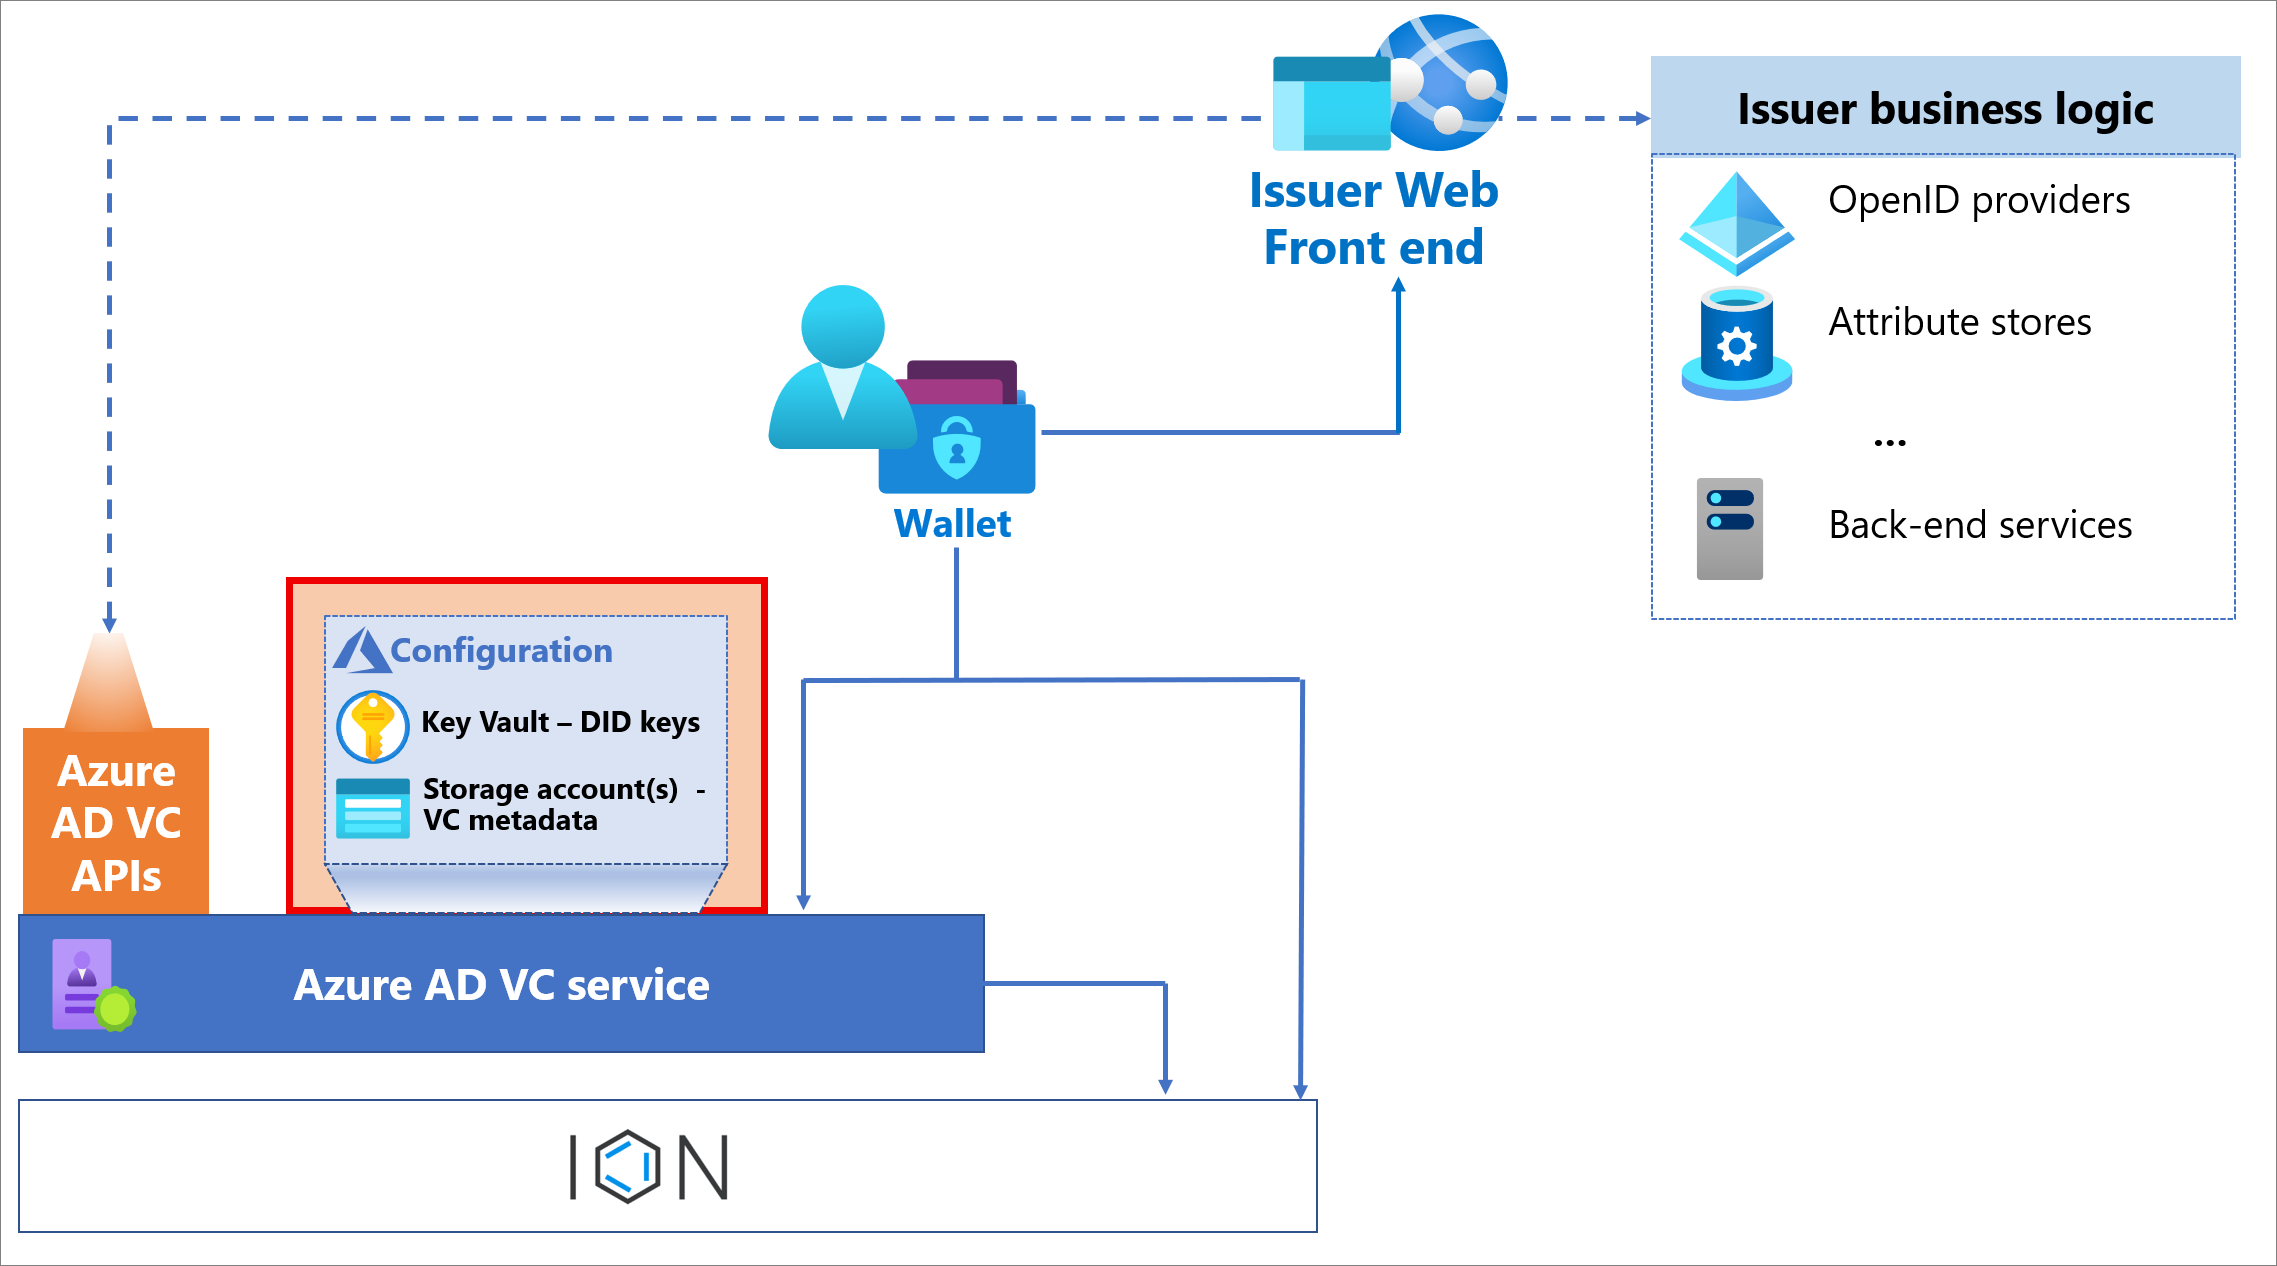 Issuer Web
Front end
Issuer business logic
OpenID providers
Attribute stores
...
Back-end services
Wallet
Configuration
Key Vault – DID keys
Storage account(s) -
VC metadata
Azure
AD VC
APIs
Azure AD VC service
ION